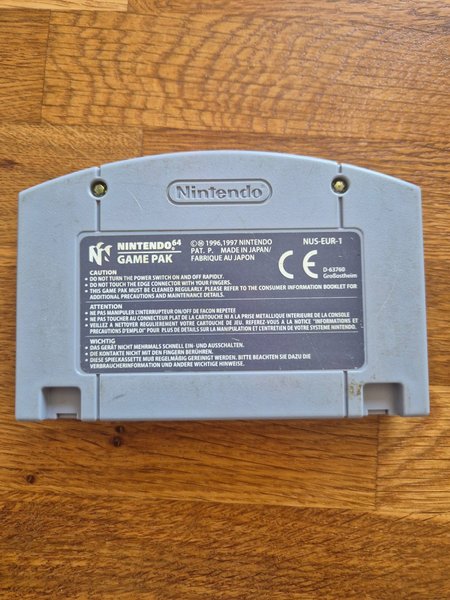 Nintendo
NINTENDO 64
GAME PAK
©® 1996,1997 NINTENDO
PAT. P. MADE IN JAPAN/
FABRIQUE AU JAPON
NUS-EUR-1
CE
D-63760
Großostheim
CAUTION
• DO NOT TURN THE POWER SWITCH ON AND OFF RAPIDLY.
• DO NOT TOUCH THE EDGE CONNECTOR WITH YOUR FINGERS.
• THIS GAME PAK MUST BE CLEANED REGULARLY. PLEASE REFER TO THE CONSUMER INFORMATION BOOKLET FOR
ADDITIONAL PRECAUTIONS AND MAINTENANCE DETAILS.
ATTENTION
• NE PAS MANIPULER L'INTERRUPTEUR ON/OFF DE FACON REPETEE
• NE PAS TOUCHER AU CONNECTEUR PLAT DE LA CARTOUCHE NI A LA PRISE METALLIQUE INTERIEURE DE LA CONSOLE
• VEILLEZ A NETTOYER REGULIEREMENT VOTRE CARTOUCHE DE JEU. REFEREZ-VOUS A LA NOTICE "INFORMATIONS ET
PRECAUTIONS D'EMPLOI" POUR PLUS DE DETAILS SUR LA MANIPULATION ET L'ENTRETIEN DE VOTRE SYSTEME NINTENDO.
WICHTIG
• DAS GERÄT NICHT MEHRMALS SCHNELL EIN- UND AUSSCHALTEN.
• DIE KONTAKTE NICHT MIT DEN FINGERN BERÜHREN.
• DIESE SPIELKASSETTE MUß REGELMÄßIG GEREINIGT WERDEN. BITTE BEACHTEN SIE DAZU DIE
VERBRAUCHERINFORMATION UND ANDERE WICHTIGE HINWEISE.